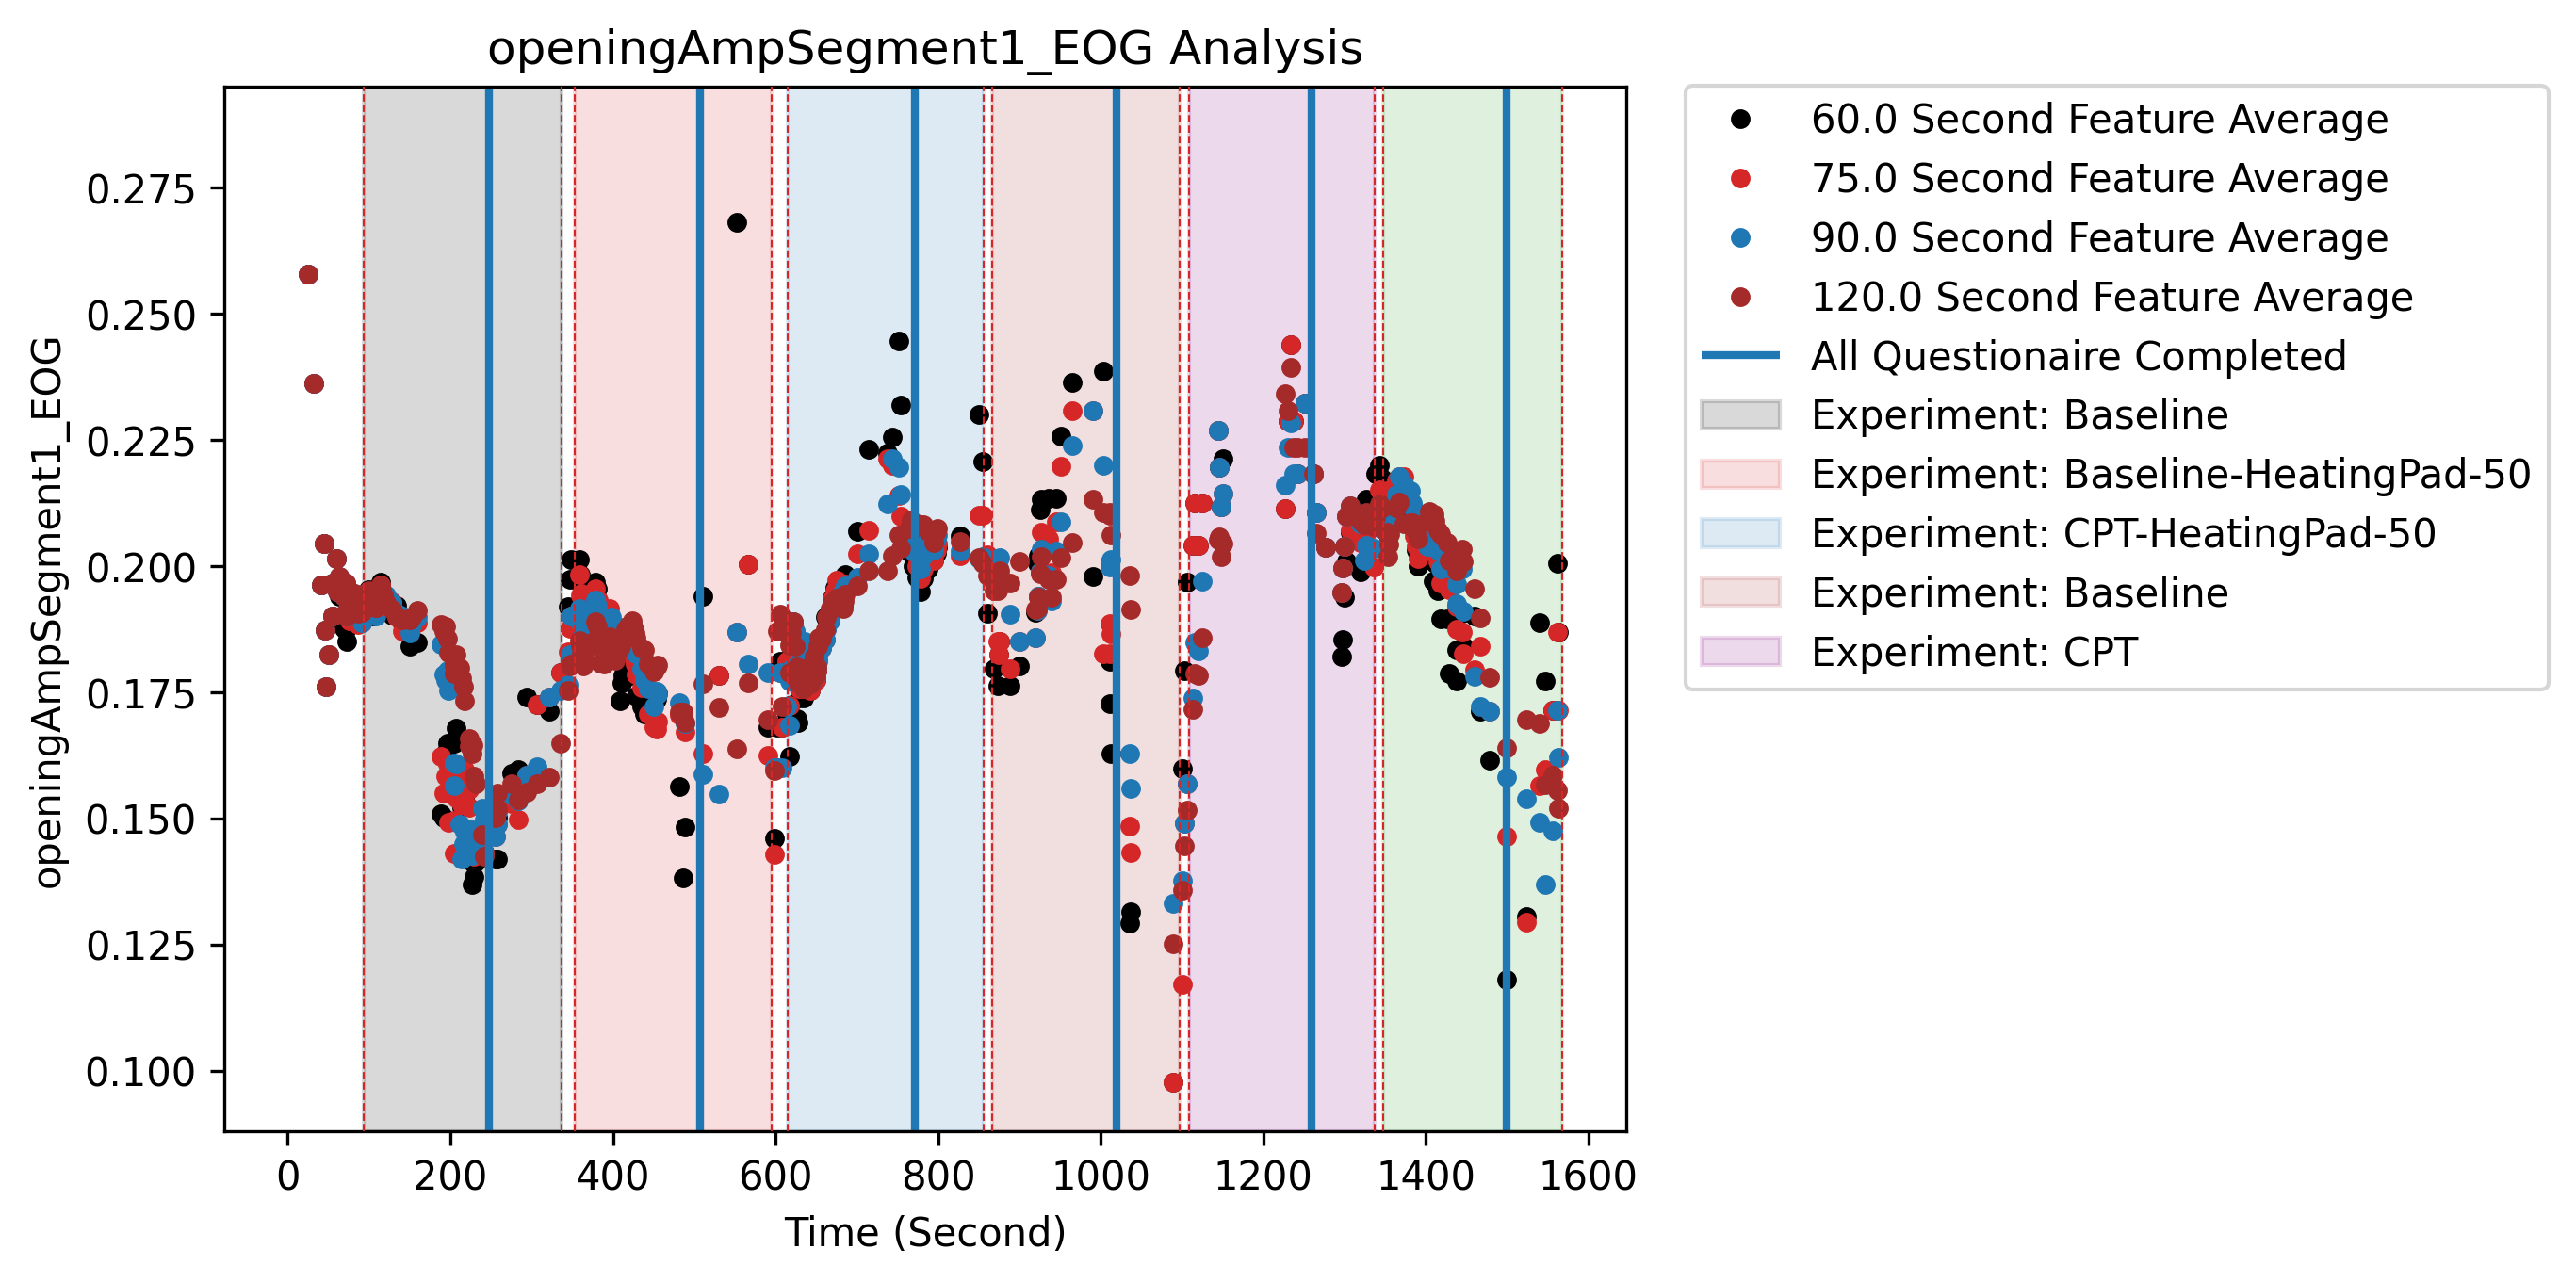 openingAmpSegment1_EOG Analysis
openingAmpSegment1_EOG
0.275
0.250
0.225
0.200
0.175
0.150
0.125
0.100
0 200 400 600 800 1000 1200 1400 1600
Time (Second)
60.0 Second Feature Average
75.0 Second Feature Average
90.0 Second Feature Average
120.0 Second Feature Average
All Questionaire Completed
Experiment: Baseline
Experiment: Baseline-HeatingPad-50
Experiment: CPT-HeatingPad-50
Experiment: Baseline
Experiment: CPT